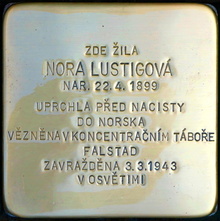 ZDE ŽILA
NORA LUSTIGOVÁ
NAR. 22.4. 1899
UPRCHLA PŘED NACISTY
DO NORSKA
VĚZNĚNA V KONCENTRAČNÍM TÁBOŘE
FALSTAD
ZAVRAŽDĚNA 3.3.1943
V OSVĚTIMI